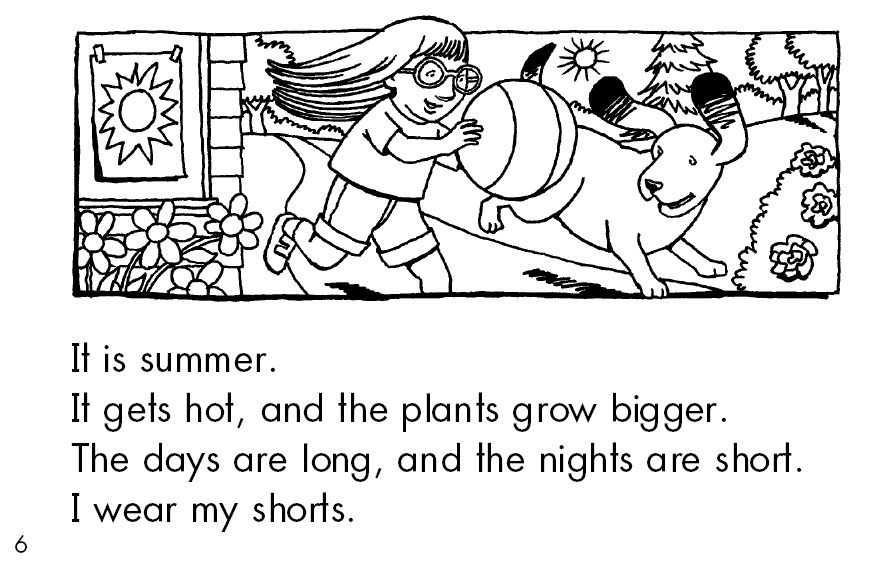 It is summer.
It gets hot, and the plants grow bigger.
The days are long, and the nights are short.
I wear my shorts.
6